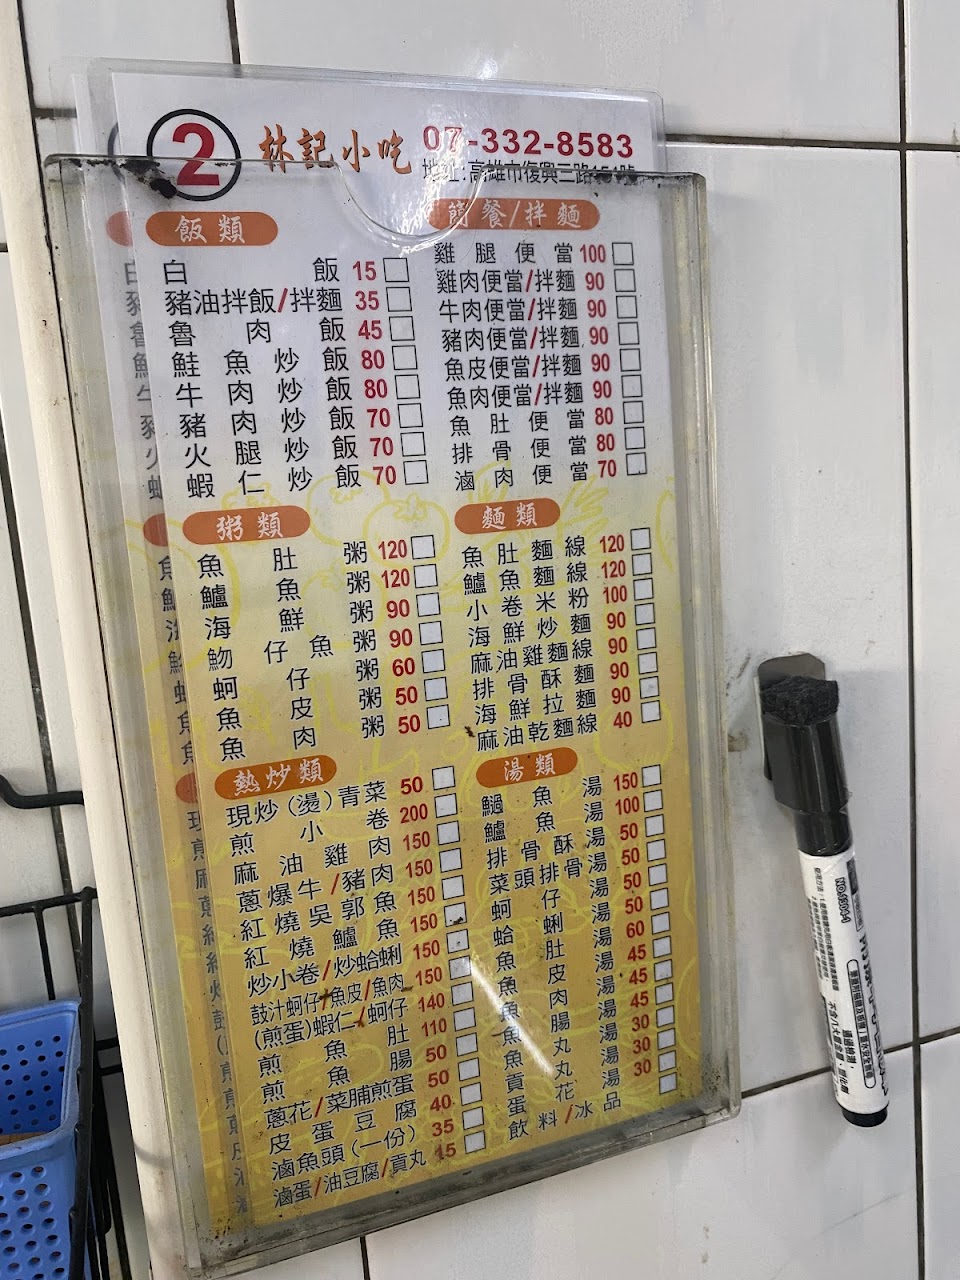 2 林記小吃 07-332-8583
地址:高雄市復興三路
飯類
白飯 15
豬油拌飯/拌麵 35
魯肉飯 45
鮭魚炒飯 80
牛肉炒飯 80
豬肉炒飯 70
火腿炒飯 70
蝦仁炒飯 70
粥類
魚肚粥 120
鱸魚粥 120
海鮮粥 90
魩仔魚粥 90
蚵仔粥 60
魚皮粥 50
魚肉粥 50
熱炒類
現炒(燙)青菜 50
煎小卷 200
麻油雞肉 150
蔥爆牛/豬肉 150
紅燒吳郭魚 150
紅燒鱸魚 150
炒小卷/炒蛤蜊 150
鼓汁蚵仔/魚皮/魚肉 150
(煎蛋)蝦仁/蚵仔 140
煎魚肚 110
煎魚腸 50
蔥花/菜脯煎蛋 50
皮蛋豆腐 40
滷魚頭(一份) 35
滷蛋/油豆腐/貢丸 15
簡餐/拌麵
雞腿便當 100
雞肉便當/拌麵 90
牛肉便當/拌麵 90
豬肉便當/拌麵 90
魚皮便當/拌麵 90
魚肉便當/拌麵 90
魚肚便當 80
排骨便當 80
滷肉便當 70
麵類
魚肚麵線 120
鱸魚麵線 120
小卷米粉 100
海鮮炒麵 90
麻油雞麵線 90
排骨酥麵 90
海鮮拉麵 90
麻油乾麵線 40
湯類
魚湯 150
鱸魚湯 100
排骨酥湯 50
菜頭排骨湯 50
蚵仔湯 50
蛤蜊湯 50
魚肚湯 60
魚皮湯 45
魚肉湯 45
魚腸湯 45
魚丸湯 30
貢丸湯 30
蛋花湯 30
飲料/冰品